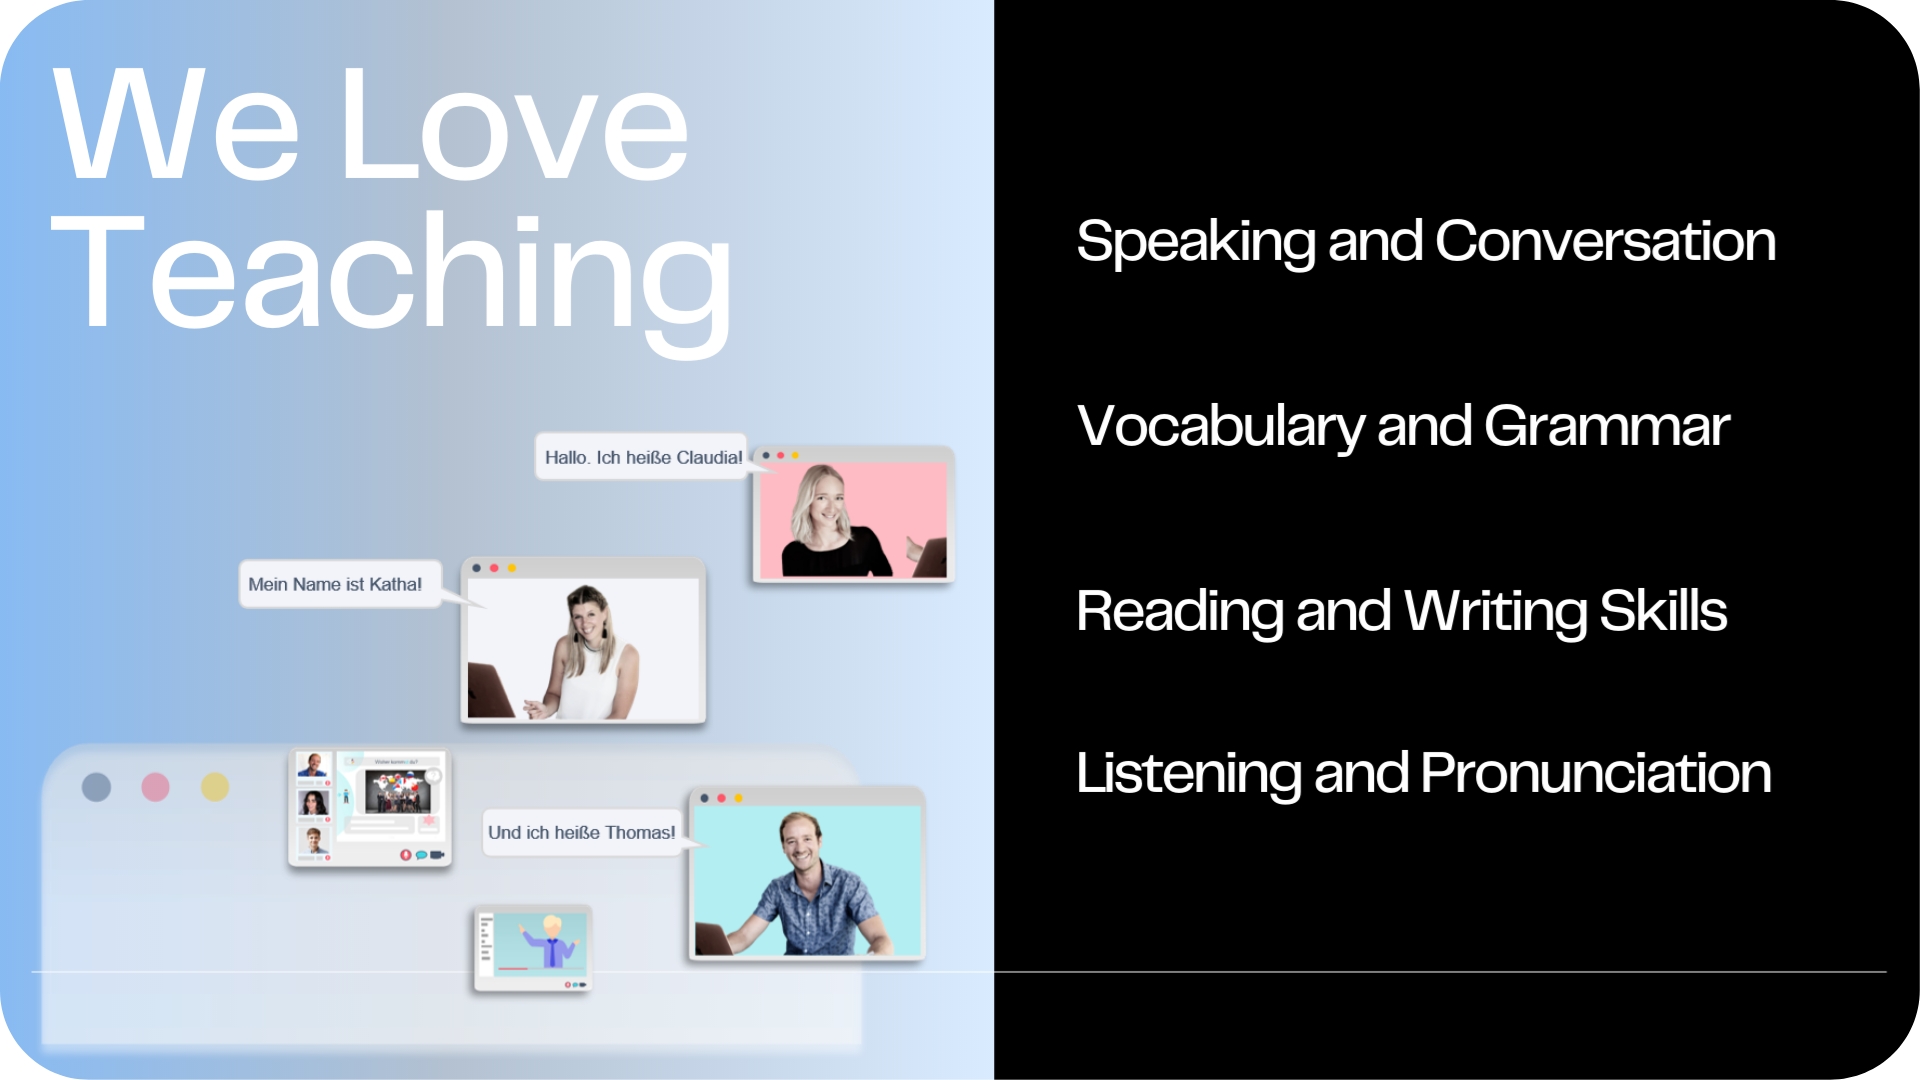 We Love
Teaching
Hallo. Ich heiße Claudia!
Mein Name ist Katha!
Und ich heiße Thomas!
Speaking and Conversation
Vocabulary and Grammar
Reading and Writing Skills
Listening and Pronunciation